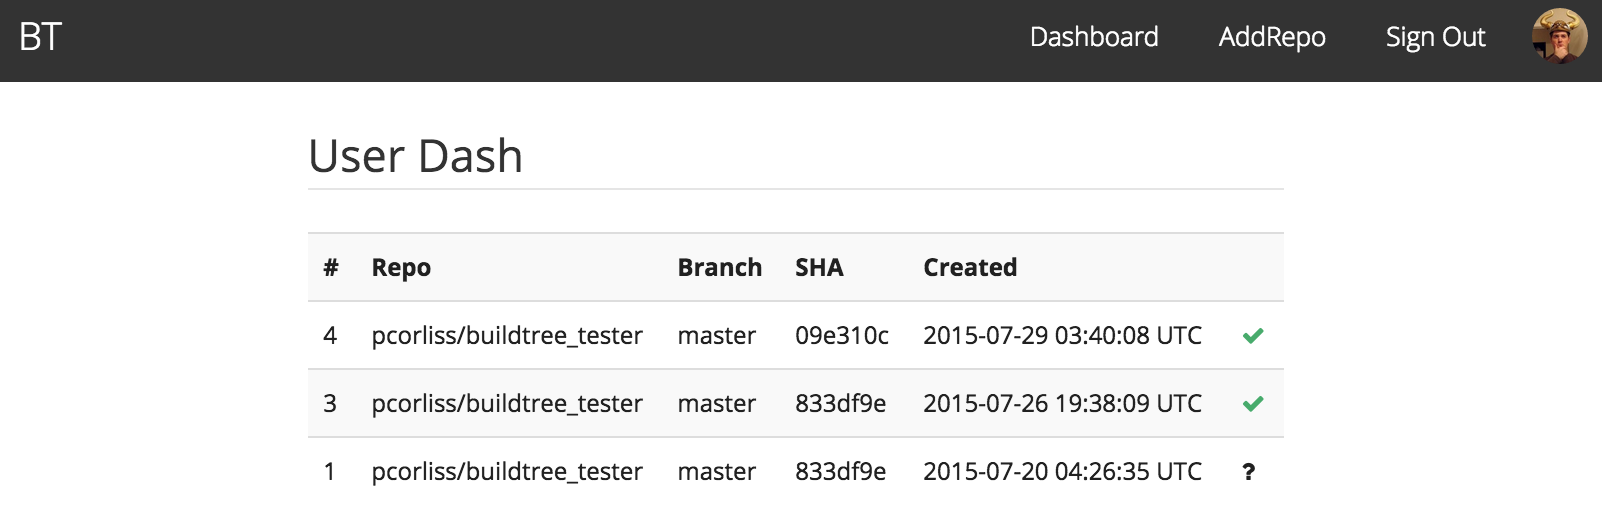 BT Dashboard AddRepo Sign Out
User Dash
# Repo Branch SHA Created
4 pcorliss/buildtree_tester master 09e310c 2015-07-29 03:40:08 UTC
3 pcorliss/buildtree_tester master 833df9e 2015-07-26 19:38:09 UTC
1 pcorliss/buildtree_tester master 833df9e 2015-07-20 04:26:35 UTC ?